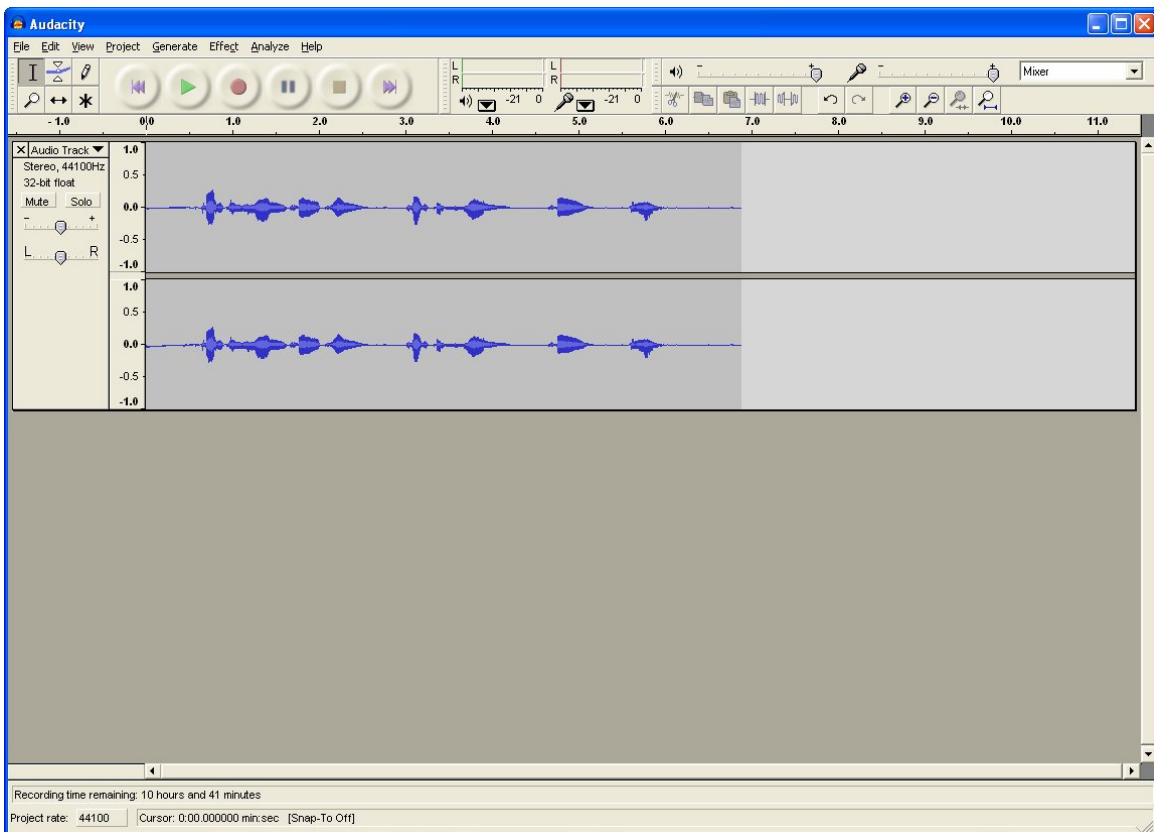 Audacity
File Edit View Project Generate Effect Analyze Help
L
R
-21 0
L
R
-21 0
- +
- +
Mixer
- 1.0 0.0 1.0 2.0 3.0 4.0 5.0 6.0 7.0 8.0 9.0 10.0 11.0
X Audio Track
Stereo, 44100Hz
32-bit float
Mute Solo
- +
L R
1.0
0.5
0.0
-0.5
-1.0
1.0
0.5
0.0
-0.5
-1.0
Recording time remaining: 10 hours and 41 minutes
Project rate: 44100 Cursor: 0:00.000000 min:sec [Snap-To Off]